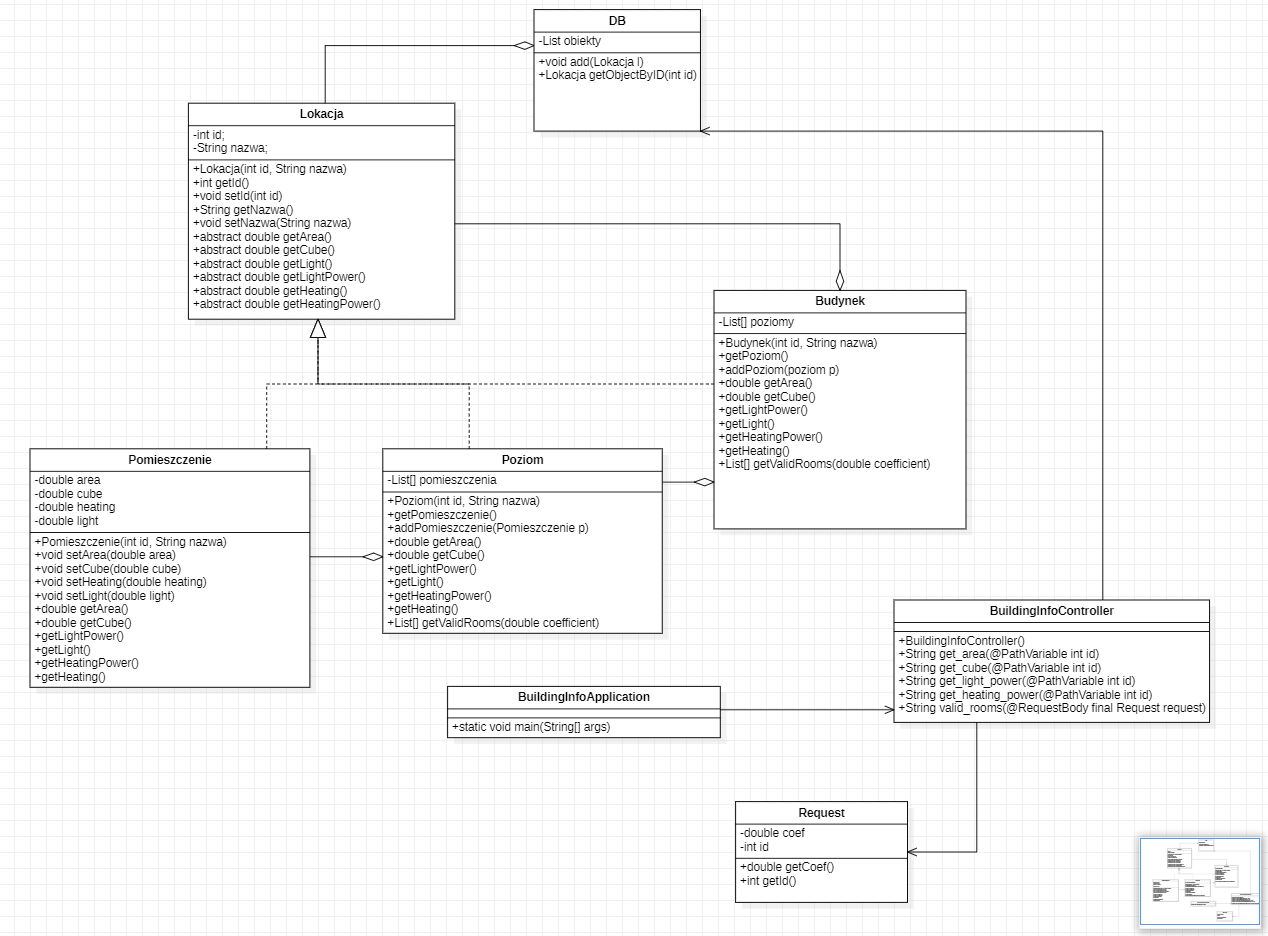 DB
-List obiekty
+void add(Lokacja l)
+Lokacja getObjectByID(int id)
Lokacja
-int id;
-String nazwa;
+Lokacja(int id, String nazwa)
+int getId()
+void setId(int id)
+String getNazwa()
+void setNazwa(String nazwa)
+abstract double getArea()
+abstract double getCube()
+abstract double getLight()
+abstract double getLightPower()
+abstract double getHeating()
+abstract double getHeatingPower()
Budynek
-List[] poziomy
+Budynek(int id, String nazwa)
+getPoziom()
+addPoziom(poziom p)
+double getArea()
+double getCube()
+getLightPower()
+getLight()
+getHeatingPower()
+getHeating()
+List[] getValidRooms(double coefficient)
Pomieszczenie
-double area
-double cube
-double heating
-double light
+Pomieszczenie(int id, String nazwa)
+void setArea(double area)
+void setCube(double cube)
+void setHeating(double heating)
+void setLight(double light)
+double getArea()
+double getCube()
+getLightPower()
+getLight()
+getHeatingPower()
+getHeating()
Poziom
-List[] pomieszczenia
+Poziom(int id, String nazwa)
+getPomieszczenie()
+addPomieszczenie(Pomieszczenie p)
+double getArea()
+double getCube()
+getLightPower()
+getLight()
+getHeatingPower()
+getHeating()
+List[] getValidRooms(double coefficient)
BuildingInfoController
+BuildingInfoController()
+String get_area(@PathVariable int id)
+String get_cube(@PathVariable int id)
+String get_light_power(@PathVariable int id)
+String get_heating_power(@PathVariable int id)
+String valid_rooms(@RequestBody final Request request)
BuildingInfoApplication
+static void main(String[] args)
Request
-double coef
-int id
+double getCoef()
+int getId()